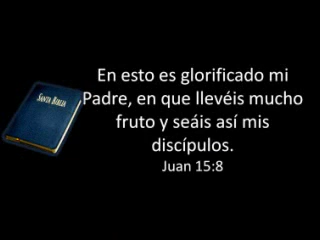 SANTA BIBLIA
En esto es glorificado mi
Padre, en que llevéis mucho
fruto y seáis así mis
discípulos.
Juan 15:8